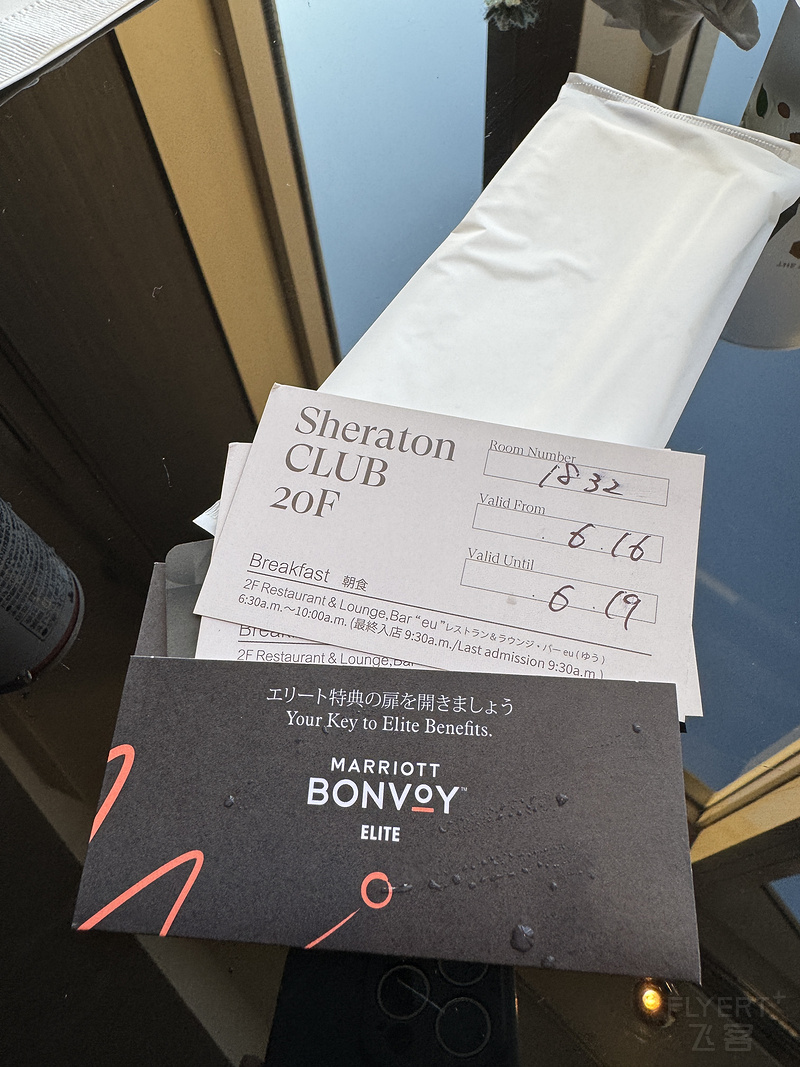 Sheraton
CLUB
20F
Room Number
1832
Valid From
6.16
Valid Until
6.19
Breakfast 朝食
2F Restaurant & Lounge,Bar "eu" レストラン&ラウンジ・バー eu (ゆう)
6:30a.m.〜10:00a.m. (最終入店 9:30a.m./Last admission 9:30a.m.)
2F Restaurant & Lounge,Bar
エリート特典の扉を開きましょう
Your Key to Elite Benefits.
MARRIOTT
BONVOY™
ELITE
FLYERT+
飞客